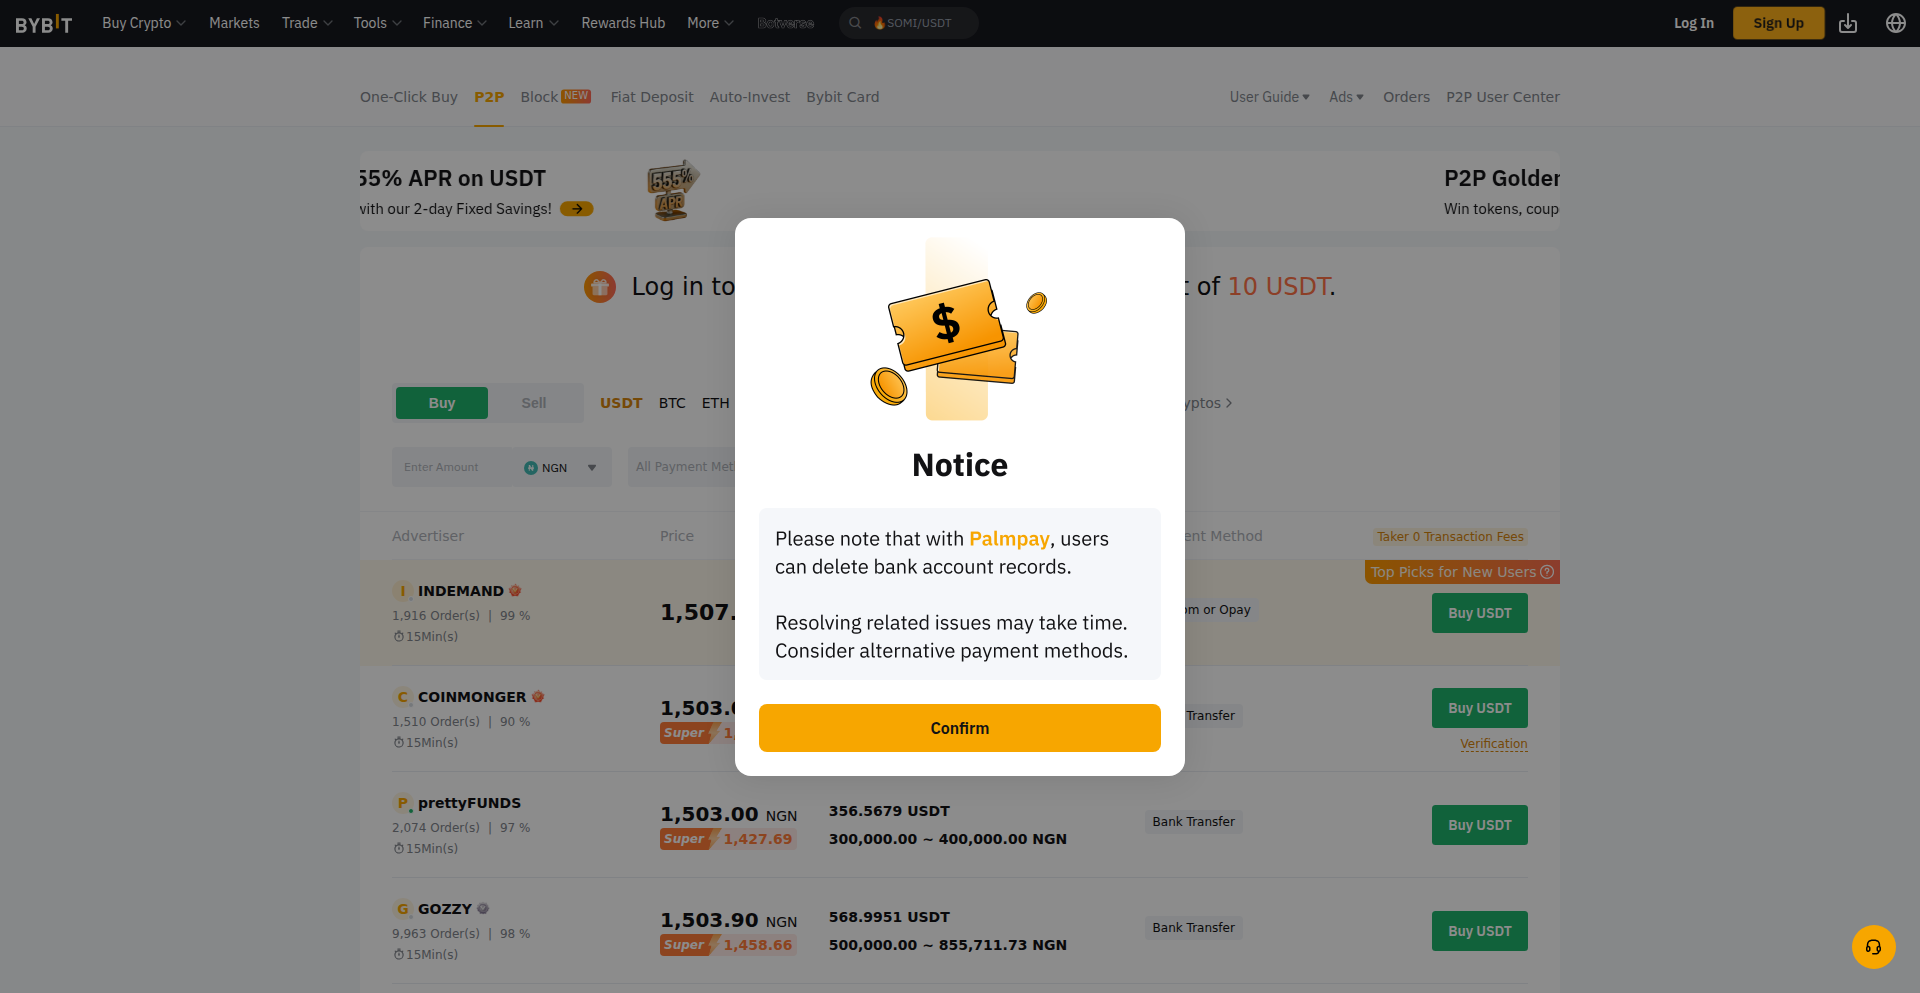 BYBIT Buy Crypto Markets Trade Tools Finance Learn Rewards Hub More Botverse 🔥SOMI/USDT Log In Sign Up
One-Click Buy P2P Block NEW Fiat Deposit Auto-Invest Bybit Card User Guide Ads Orders P2P User Center
55% APR on USDT
with our 2-day Fixed Savings!
555%
APR
P2P Golden
Win tokens, coup
Log in to
t of 10 USDT.
$
Buy Sell USDT BTC ETH yptos
Enter Amount NGN All Payment Met
Notice
Please note that with Palmpay, users
can delete bank account records.
Resolving related issues may take time.
Consider alternative payment methods.
Confirm
Advertiser Price ent Method Taker 0 Transaction Fees
Top Picks for New Users
I INDEMAND
1,916 Order(s) | 99 %
15Min(s)
1,507.
om or Opay
Buy USDT
C COINMONGER
1,510 Order(s) | 90 %
15Min(s)
1,503.
Super 1,
Transfer
Buy USDT
Verification
P prettyFUNDS
2,074 Order(s) | 97 %
15Min(s)
1,503.00 NGN
Super 1,427.69
356.5679 USDT
300,000.00 ~ 400,000.00 NGN
Bank Transfer
Buy USDT
G GOZZY
9,963 Order(s) | 98 %
15Min(s)
1,503.90 NGN
Super 1,458.66
568.9951 USDT
500,000.00 ~ 855,711.73 NGN
Bank Transfer
Buy USDT